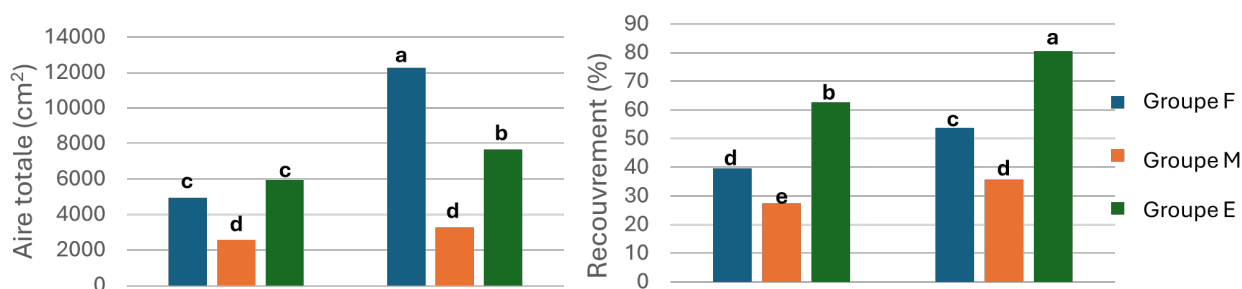 Aire totale (cm²)
14000
12000
10000
8000
6000
4000
2000
0
c
d
c
a
d
b
Recouvrement (%)
90
80
70
60
50
40
30
20
10
0
d
e
b
c
d
a
Groupe F
Groupe M
Groupe E